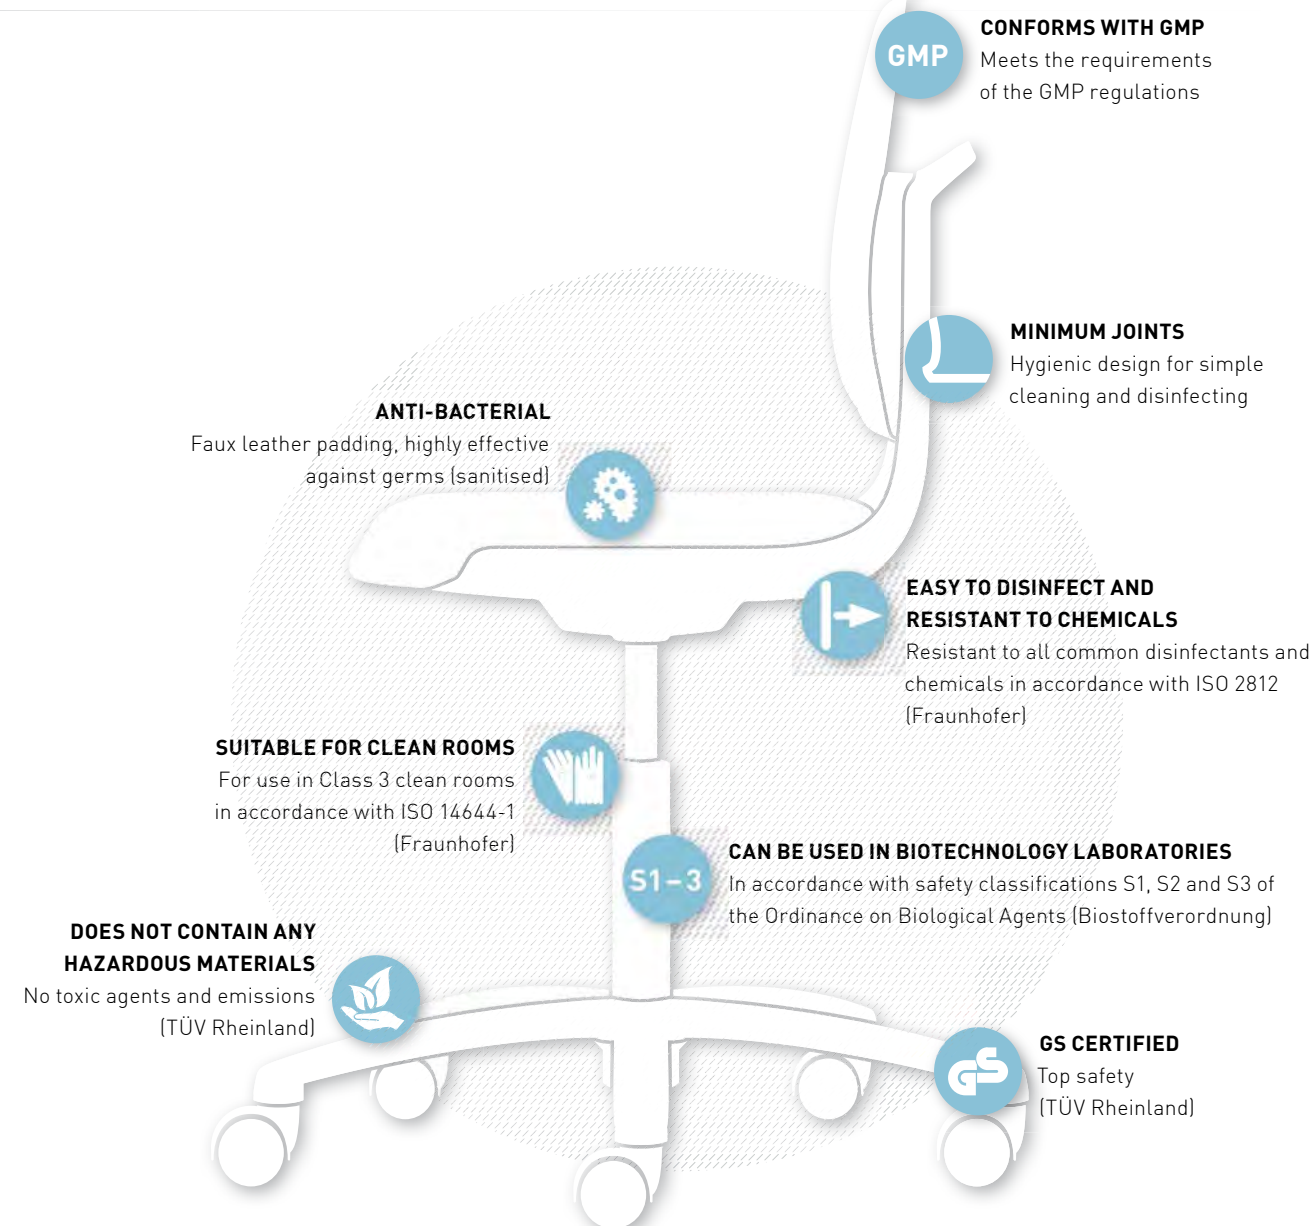 GMP
CONFORMS WITH GMP
Meets the requirements
of the GMP regulations
MINIMUM JOINTS
Hygienic design for simple
cleaning and disinfecting
ANTI-BACTERIAL
Faux leather padding, highly effective
against germs (sanitised)
EASY TO DISINFECT AND
RESISTANT TO CHEMICALS
Resistant to all common disinfectants and
chemicals in accordance with ISO 2812
(Fraunhofer)
SUITABLE FOR CLEAN ROOMS
For use in Class 3 clean rooms
in accordance with ISO 14644-1
(Fraunhofer)
S1–3
CAN BE USED IN BIOTECHNOLOGY LABORATORIES
In accordance with safety classifications S1, S2 and S3 of
the Ordinance on Biological Agents (Biostoffverordnung)
DOES NOT CONTAIN ANY
HAZARDOUS MATERIALS
No toxic agents and emissions
(TÜV Rheinland)
GS
GS CERTIFIED
Top safety
(TÜV Rheinland)